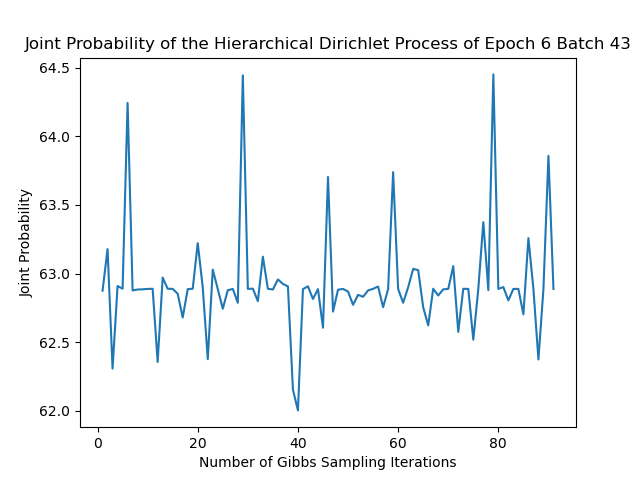 Joint Probability of the Hierarchical Dirichlet Process of Epoch 6 Batch 43
64.5
64.0
63.5
63.0
62.5
62.0
Joint Probability
0 20 40 60 80
Number of Gibbs Sampling Iterations